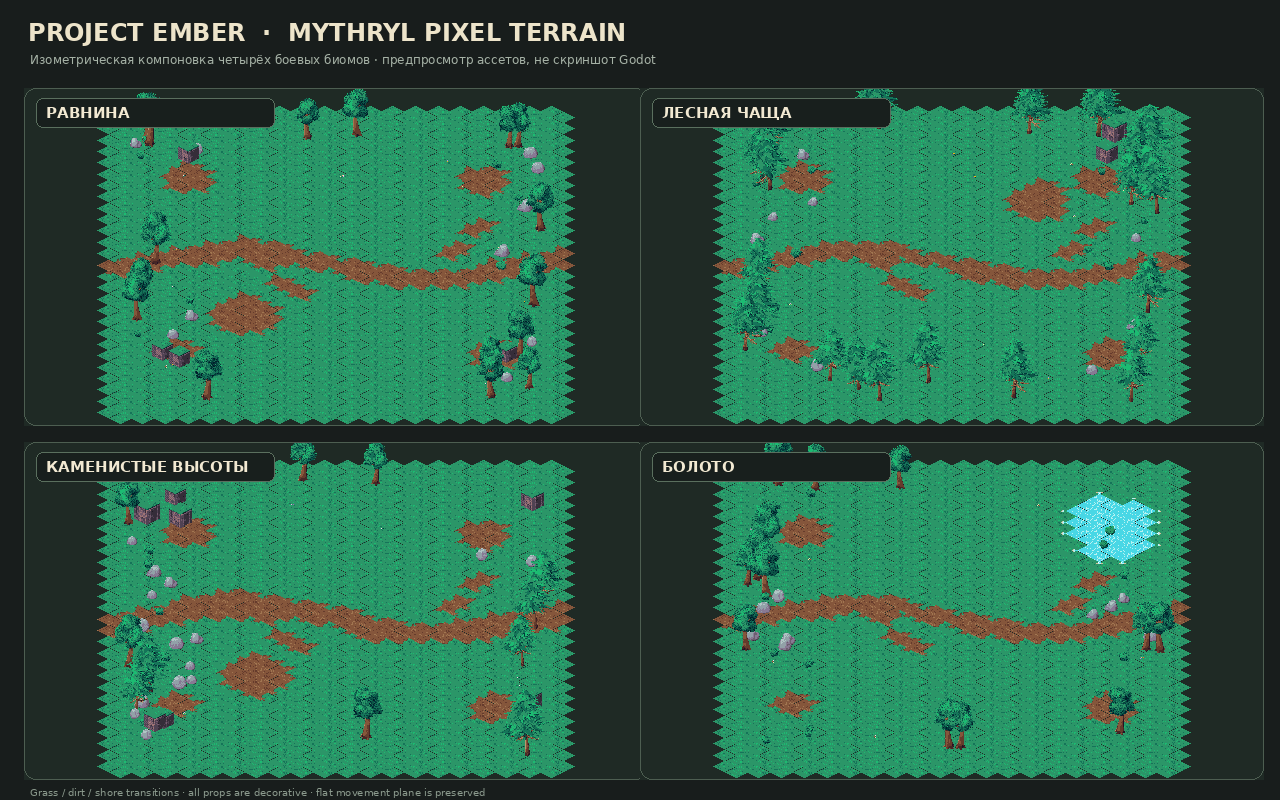 PROJECT EMBER · MYTHRYL PIXEL TERRAIN
Изометрическая компоновка четырёх боевых биомов · предпросмотр ассетов, не скриншот Godot
РАВНИНА
ЛЕСНАЯ ЧАЩА
КАМЕНИСТЫЕ ВЫСОТЫ
БОЛОТО
Grass / dirt / shore transitions · all props are decorative · flat movement plane is preserved